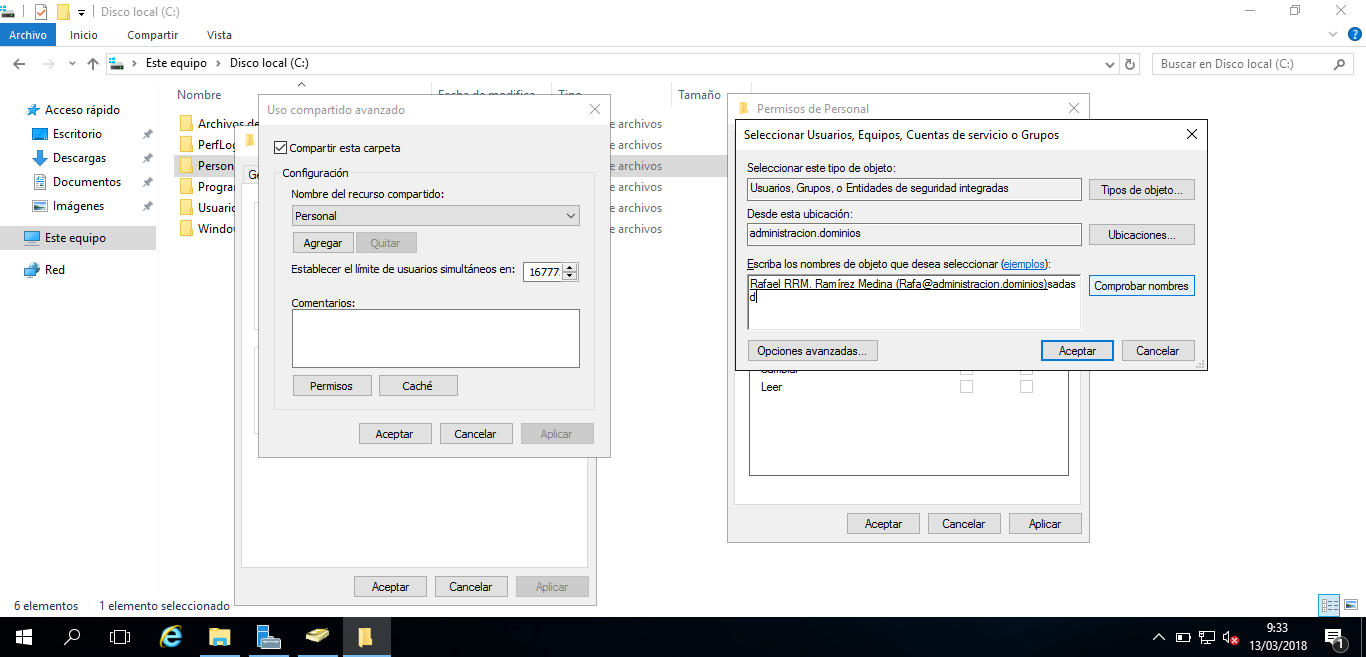 Disco local (C:)
Archivo
Inicio
Compartir
Vista
Este equipo
Disco local (C:)
Buscar en Disco local (C:)
Acceso rápido
Escritorio
Descargas
Documentos
Imágenes
Este equipo
Red
Nombre
Fecha de modifica
Tipo
Tamaño
Archivos de
e archivos
PerfLog
e archivos
Person
e archivos
Progra
e archivos
Usuario
e archivos
Window
e archivos
Ge
Aceptar
Cancelar
Aplicar
Uso compartido avanzado
Compartir esta carpeta
Configuración
Nombre del recurso compartido:
Personal
Agregar
Quitar
Establecer el límite de usuarios simultáneos en:
16777
Comentarios:
Permisos
Caché
Aceptar
Cancelar
Aplicar
Permisos de Personal
Seleccionar Usuarios, Equipos, Cuentas de servicio o Grupos
Seleccionar este tipo de objeto:
Usuarios, Grupos, o Entidades de seguridad integradas
Tipos de objeto...
Desde esta ubicación:
administracion.dominios
Ubicaciones...
Escriba los nombres de objeto que desea seleccionar (ejemplos):
Rafael RRM. Ramírez Medina (Rafa@administracion.dominios)sadas
d
Comprobar nombres
Opciones avanzadas...
Aceptar
Cancelar
Cambiar
Leer
Aceptar
Cancelar
Aplicar
6 elementos
1 elemento seleccionado
9:33
13/03/2018
1